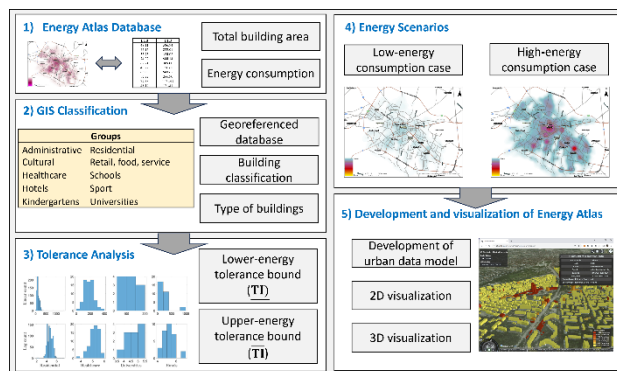 1) Energy Atlas Database
Total building area
Energy consumption
2) GIS Classification
Groups
Administrative Residential
Cultural Retail, food, service
Healthcare Schools
Hotels Sport
Kindergartens Universities
Georeferenced
database
Building
classification
Type of buildings
3) Tolerance Analysis
Lower-energy
tolerance bound
(TI)
Upper-energy
tolerance bound
(TI)
4) Energy Scenarios
Low-energy
consumption case
High-energy
consumption case
5) Development and visualization of Energy Atlas
Development of
urban data model
2D visualization
3D visualization